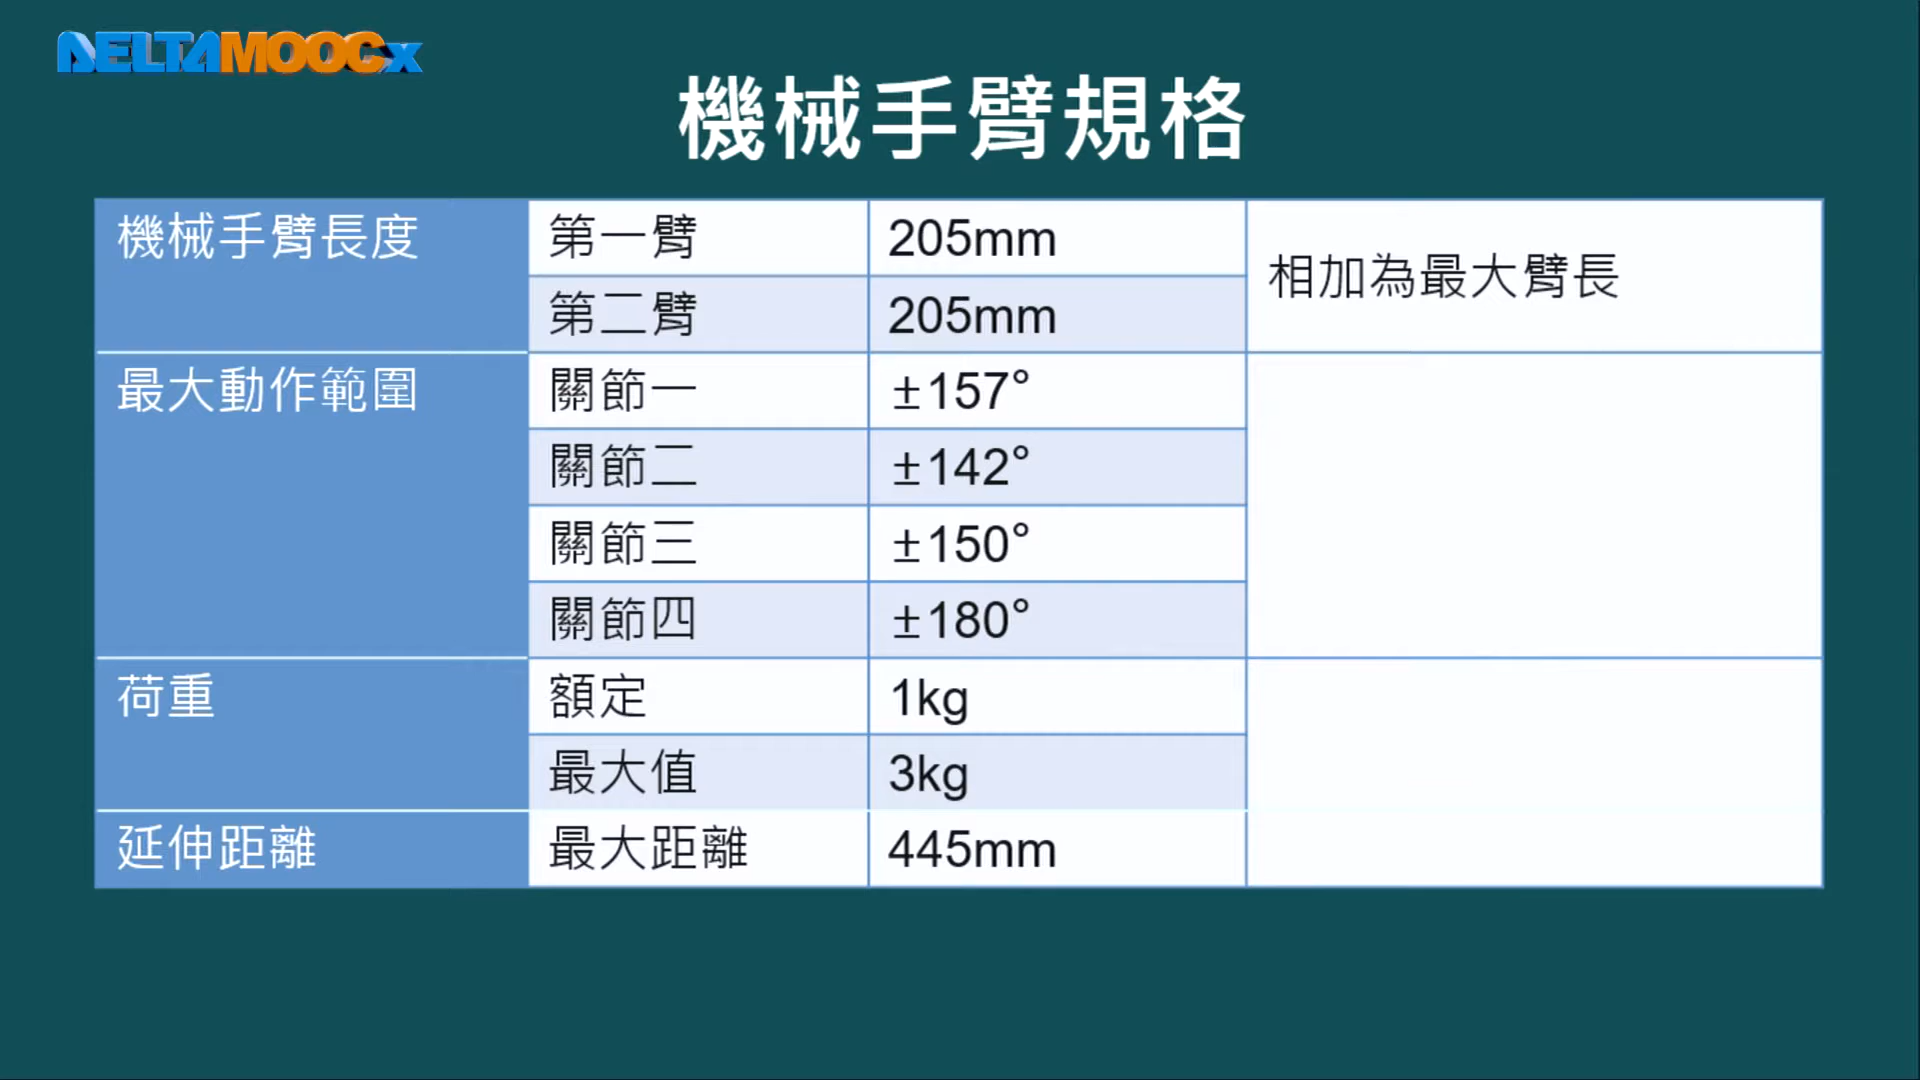 DELTAMOOCx
機械手臂規格
機械手臂長度 第一臂 205mm 相加為最大臂長
第二臂 205mm
最大動作範圍 關節一 ±157°
關節二 ±142°
關節三 ±150°
關節四 ±180°
荷重 額定 1kg
最大值 3kg
延伸距離 最大距離 445mm